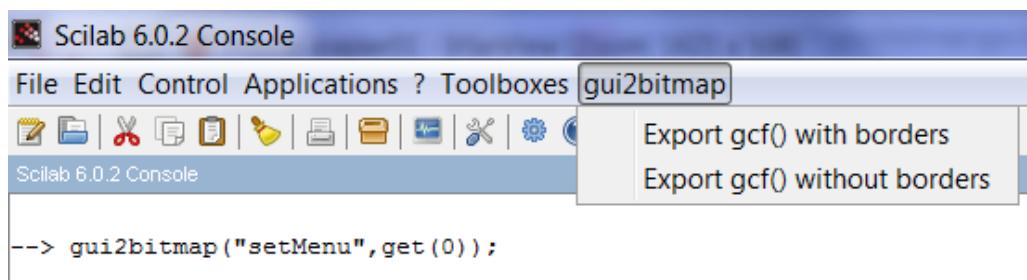 Scilab 6.0.2 Console
File Edit Control Applications ? Toolboxes gui2bitmap
Export gcf() with borders
Scilab 6.0.2 Console
Export gcf() without borders
--> gui2bitmap("setMenu",get(0));